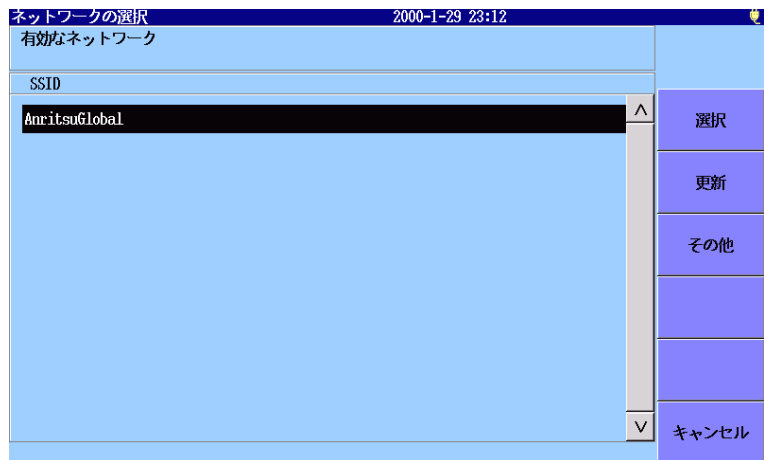 ネットワークの選択 2000-1-29 23:12
有効なネットワーク
SSID
AnritsuGlobal
選択
更新
その他
キャンセル